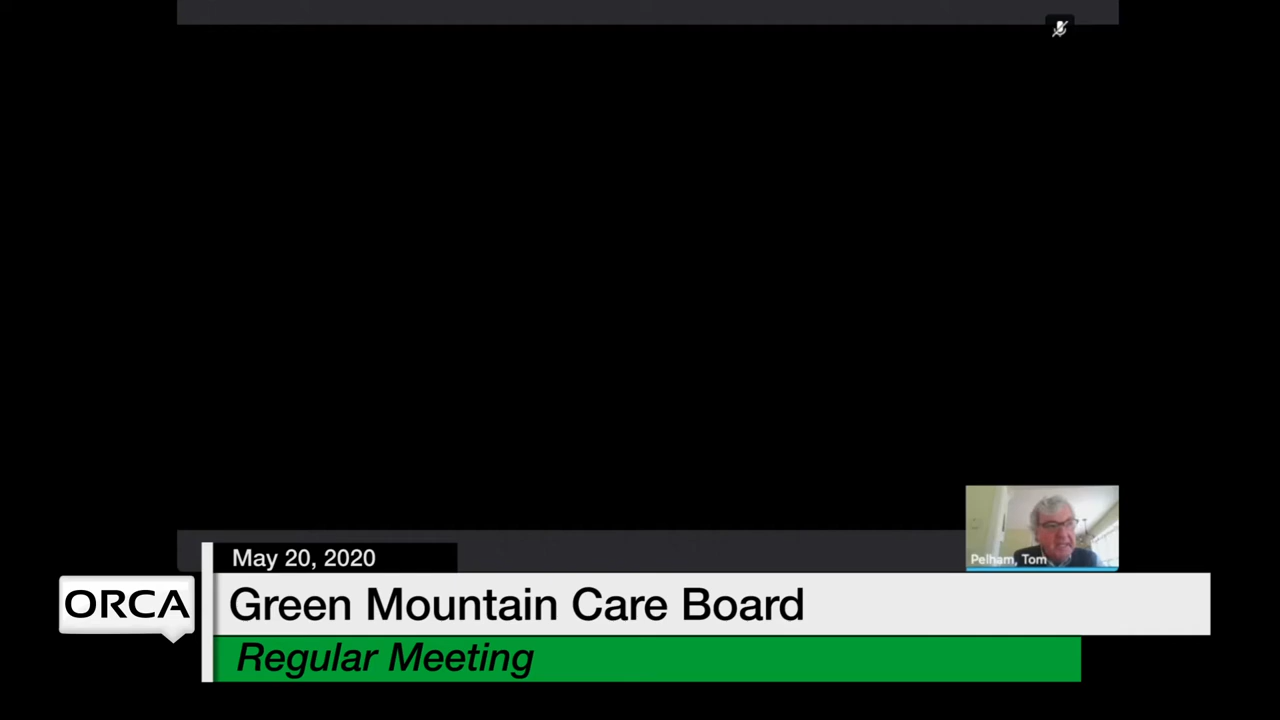 Pelham, Tom
May 20, 2020
ORCA
Green Mountain Care Board
Regular Meeting